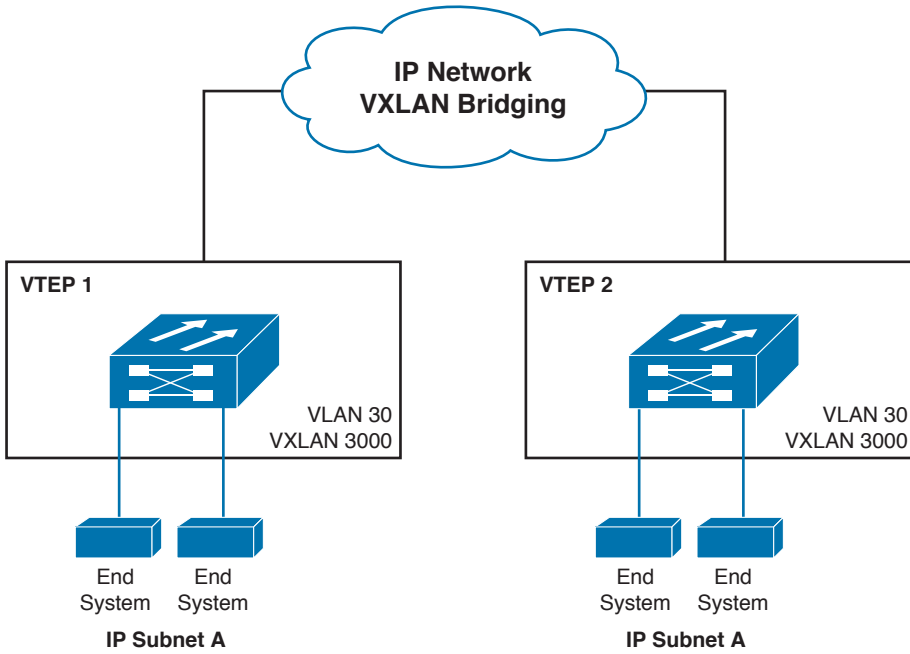 IP Network
VXLAN Bridging
VTEP 1
VLAN 30
VXLAN 3000
End
System
End
System
IP Subnet A
VTEP 2
VLAN 30
VXLAN 3000
End
System
End
System
IP Subnet A